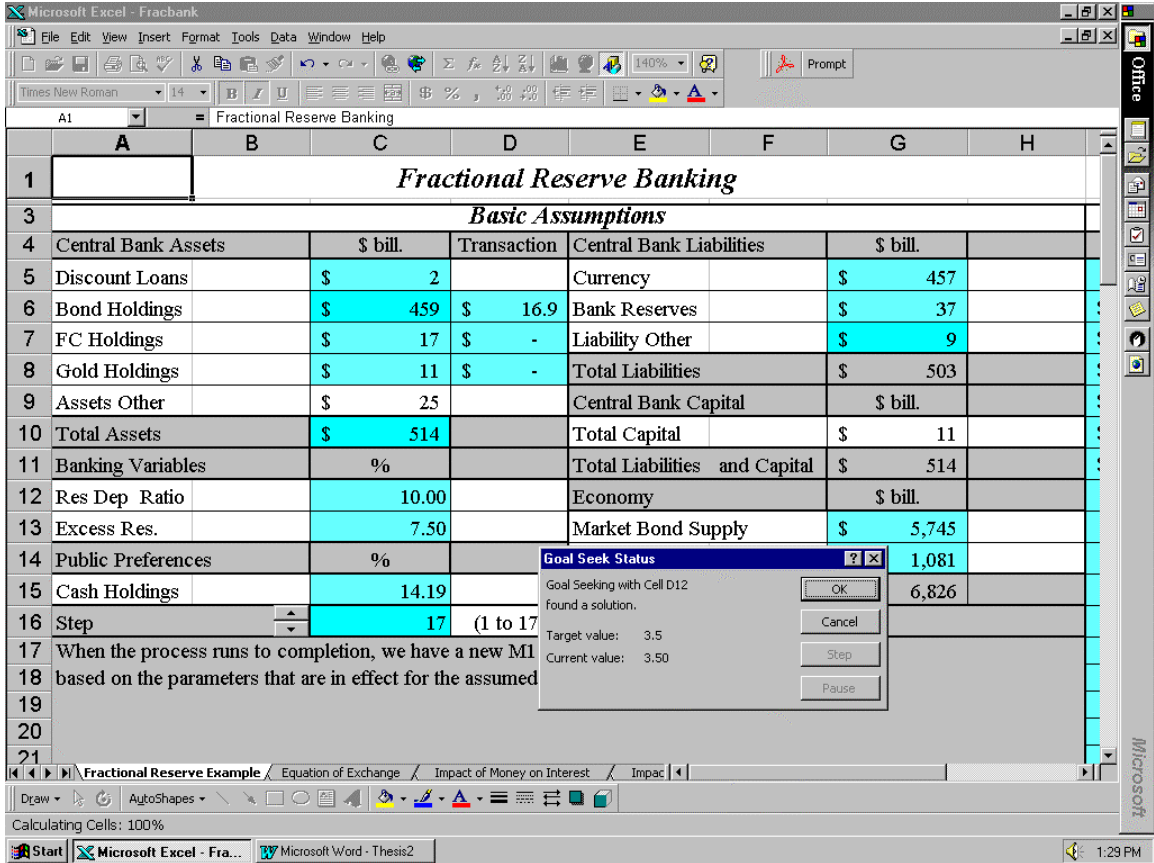 Microsoft Excel - Fracbank
File Edit View Insert Format Tools Data Window Help
140% Prompt
Times New Roman 14 B I U $ % ,
A1 = Fractional Reserve Banking
A B C D E F G H
1 Fractional Reserve Banking
3 Basic Assumptions
4 Central Bank Assets $ bill. Transaction Central Bank Liabilities $ bill.
5 Discount Loans $ 2 Currency $ 457
6 Bond Holdings $ 459 $ 16.9 Bank Reserves $ 37
7 FC Holdings $ 17 $ - Liability Other $ 9
8 Gold Holdings $ 11 $ - Total Liabilities $ 503
9 Assets Other $ 25 Central Bank Capital $ bill.
10 Total Assets $ 514 Total Capital $ 11
11 Banking Variables % Total Liabilities and Capital $ 514
12 Res Dep Ratio 10.00 Economy $ bill.
13 Excess Res. 7.50 Market Bond Supply $ 5,745
14 Public Preferences % 1,081
15 Cash Holdings 14.19 6,826
16 Step 17 (1 to 17
17 When the process runs to completion, we have a new M1
18 based on the parameters that are in effect for the assumed
19
20
21
Goal Seek Status
Goal Seeking with Cell D12
found a solution.
Target value: 3.5
Current value: 3.50
OK
Cancel
Step
Pause
Fractional Reserve Example Equation of Exchange Impact of Money on Interest Impac
Draw AutoShapes A
Calculating Cells: 100%
Start Microsoft Excel - Fra... Microsoft Word - Thesis2 1:29 PM
Office
Microsoft